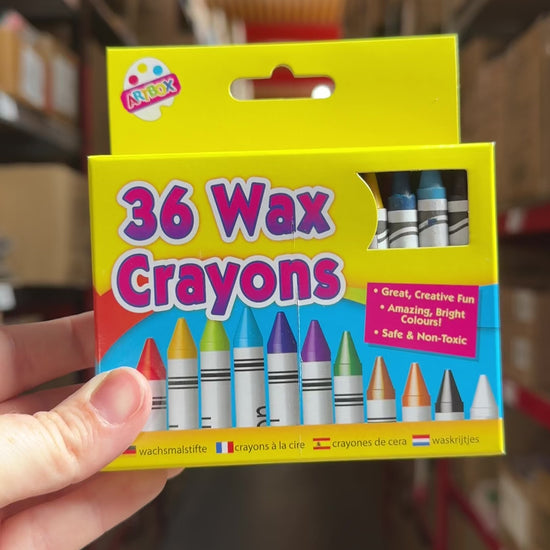 ARTBOX
36 Wax
Crayons
• Great, Creative Fun
• Amazing, Bright
Colours!
• Safe & Non-Toxic
wachsmalstifte crayons à la cire crayones de cera waskrijtjes